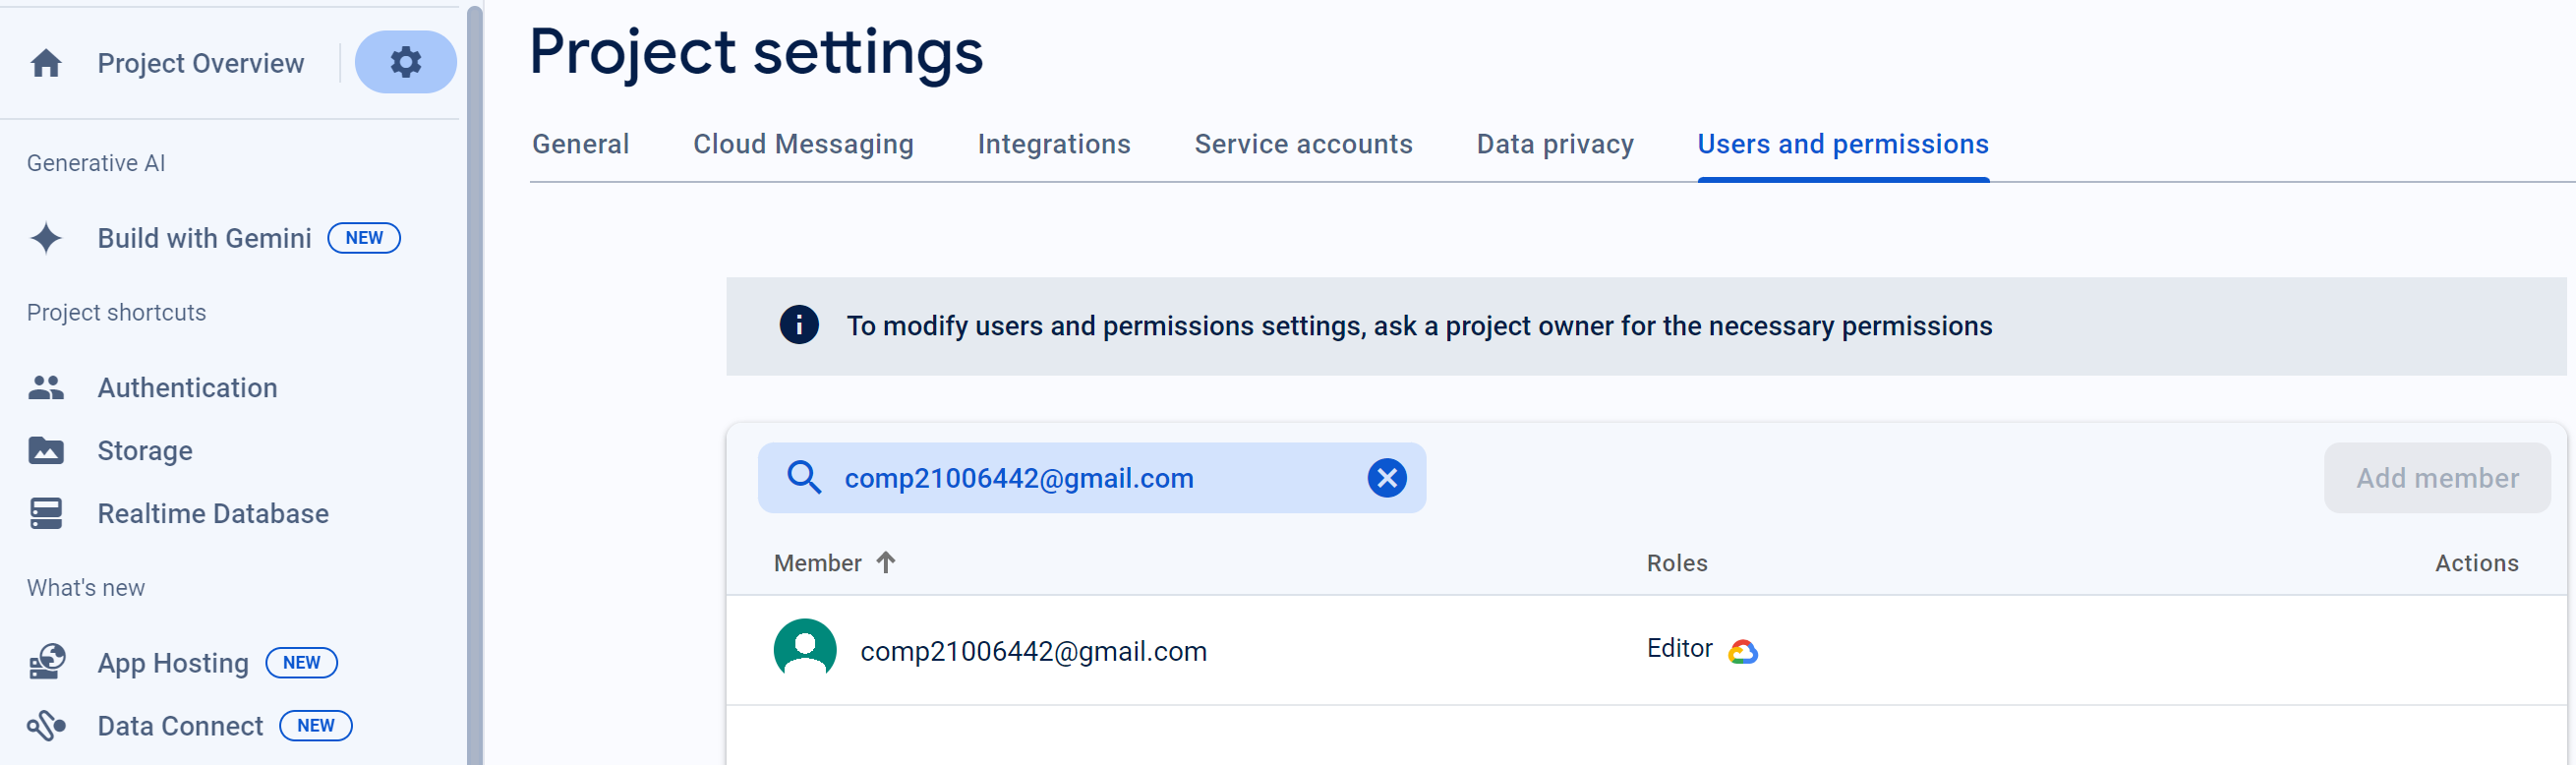 Project Overview
Generative AI
Build with Gemini NEW
Project shortcuts
Authentication
Storage
Realtime Database
What's new
App Hosting NEW
Data Connect NEW
Project settings
General Cloud Messaging Integrations Service accounts Data privacy Users and permissions
To modify users and permissions settings, ask a project owner for the necessary permissions
comp21006442@gmail.com Add member
Member Roles Actions
comp21006442@gmail.com Editor